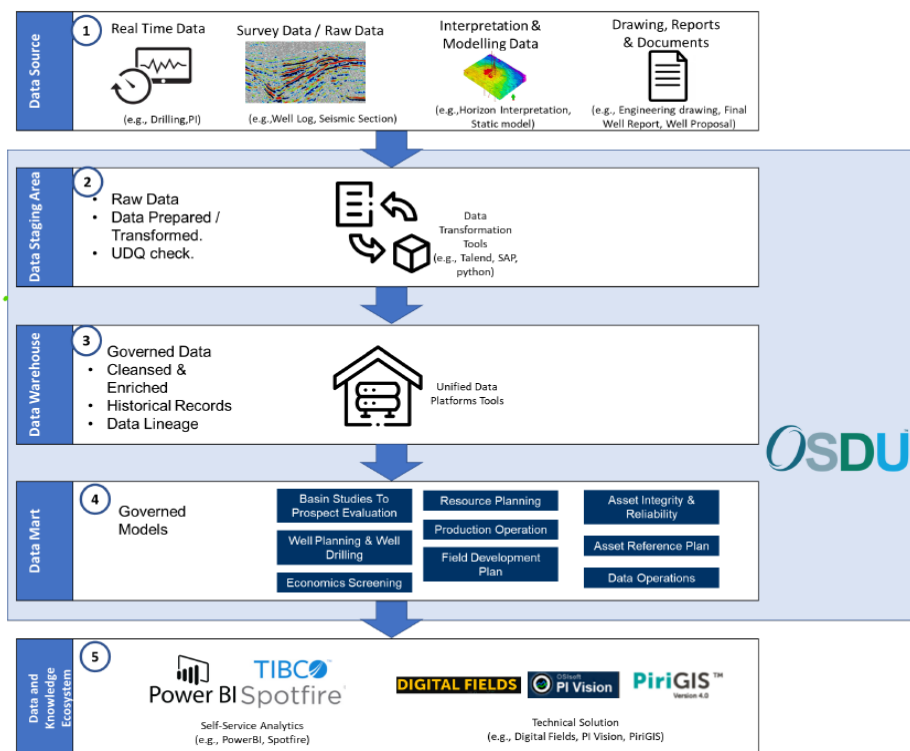 Data Source
1
Real Time Data
(e.g., Drilling,PI)
Survey Data / Raw Data
(e.g.,Well Log, Seismic Section)
Interpretation &
Modelling Data
(e.g.,Horizon Interpretation,
Static model)
Drawing, Reports
& Documents
(e.g., Engineering drawing, Final
Well Report, Well Proposal)
Data Staging Area
2
• Raw Data
• Data Prepared /
Transformed.
• UDQ check.
Data
Transformation
Tools
(e.g., Talend, SAP,
python)
Data Warehouse
3
Governed Data
• Cleansed &
Enriched
• Historical Records
• Data Lineage
Unified Data
Platforms Tools
OSDU™
Data Mart
4
Governed
Models
Basin Studies To
Prospect Evaluation
Well Planning & Well
Drilling
Economics Screening
Resource Planning
Production Operation
Field Development
Plan
Asset Integrity &
Reliability
Asset Reference Plan
Data Operations
Data and
Knowledge
Ecosystem
5
Power BI
TIBCO
Spotfire
Self-Service Analytics
(e.g., PowerBI, Spotfire)
DIGITAL FIELDS
OSIsoft
PI Vision
PiriGIS™
Version 4.0
Technical Solution
(e.g., Digital Fields, PI Vision, PiriGIS)